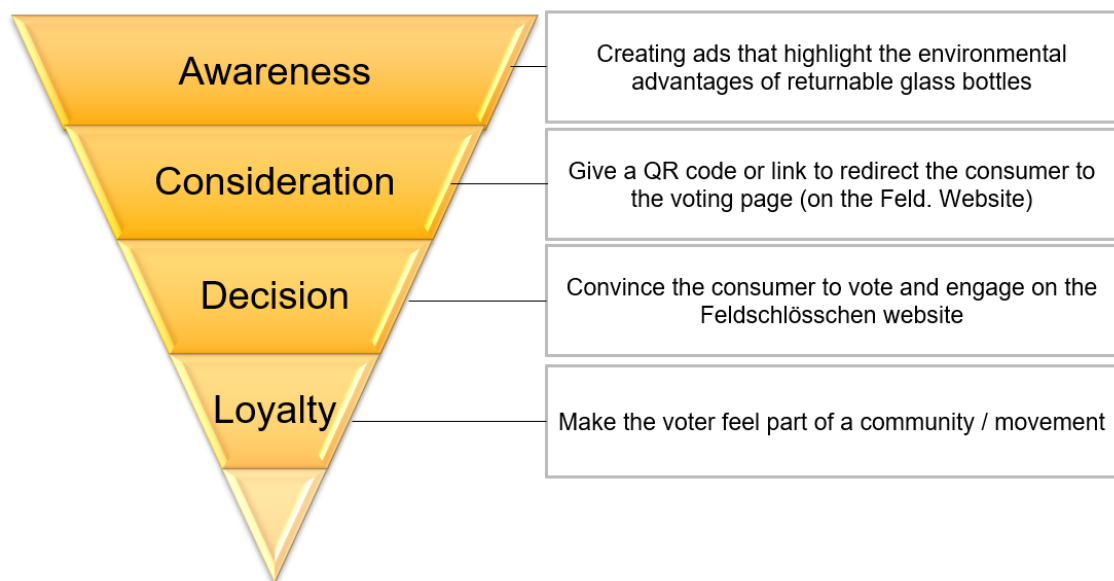 Awareness
Creating ads that highlight the environmental
advantages of returnable glass bottles
Consideration
Give a QR code or link to redirect the consumer to
the voting page (on the Feld. Website)
Decision
Convince the consumer to vote and engage on the
Feldschlösschen website
Loyalty
Make the voter feel part of a community / movement